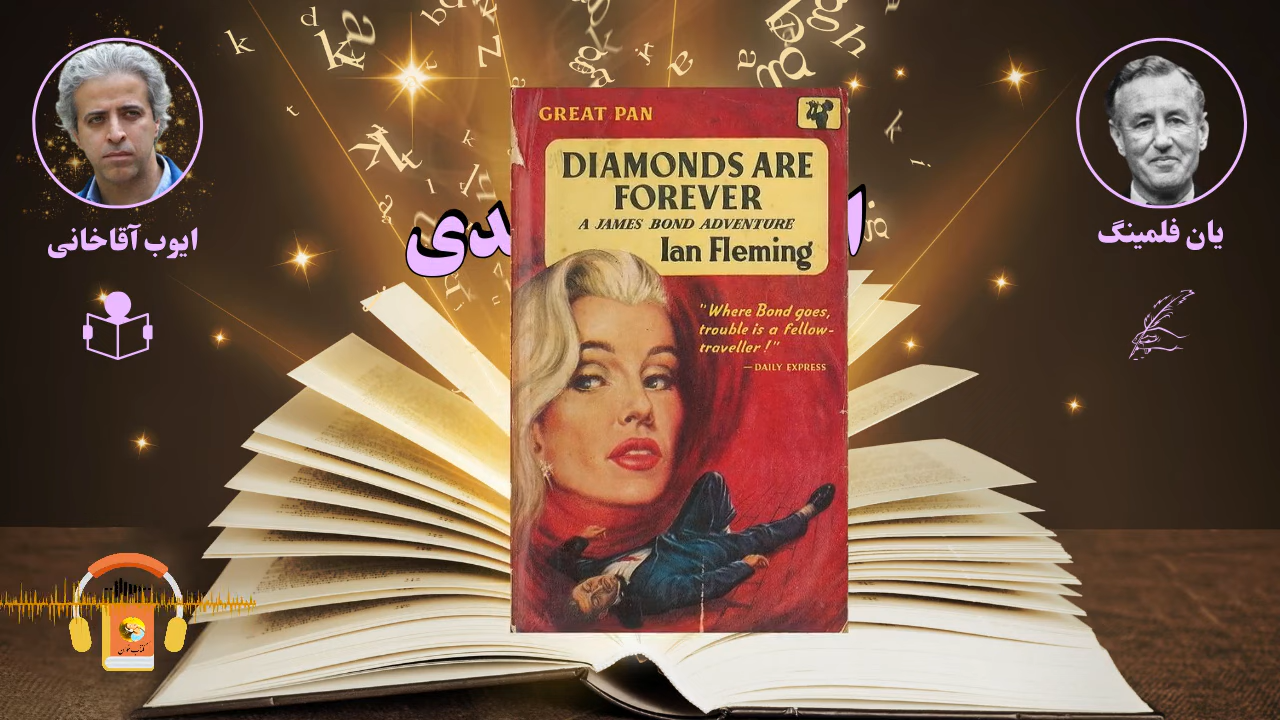 GREAT PAN
DIAMONDS ARE
FOREVER
A JAMES BOND ADVENTURE
Ian Fleming
"Where Bond goes,
trouble is a fellow-
traveller!"
—DAILY EXPRESS
یان فلمینگ
ایوب آقاخانی